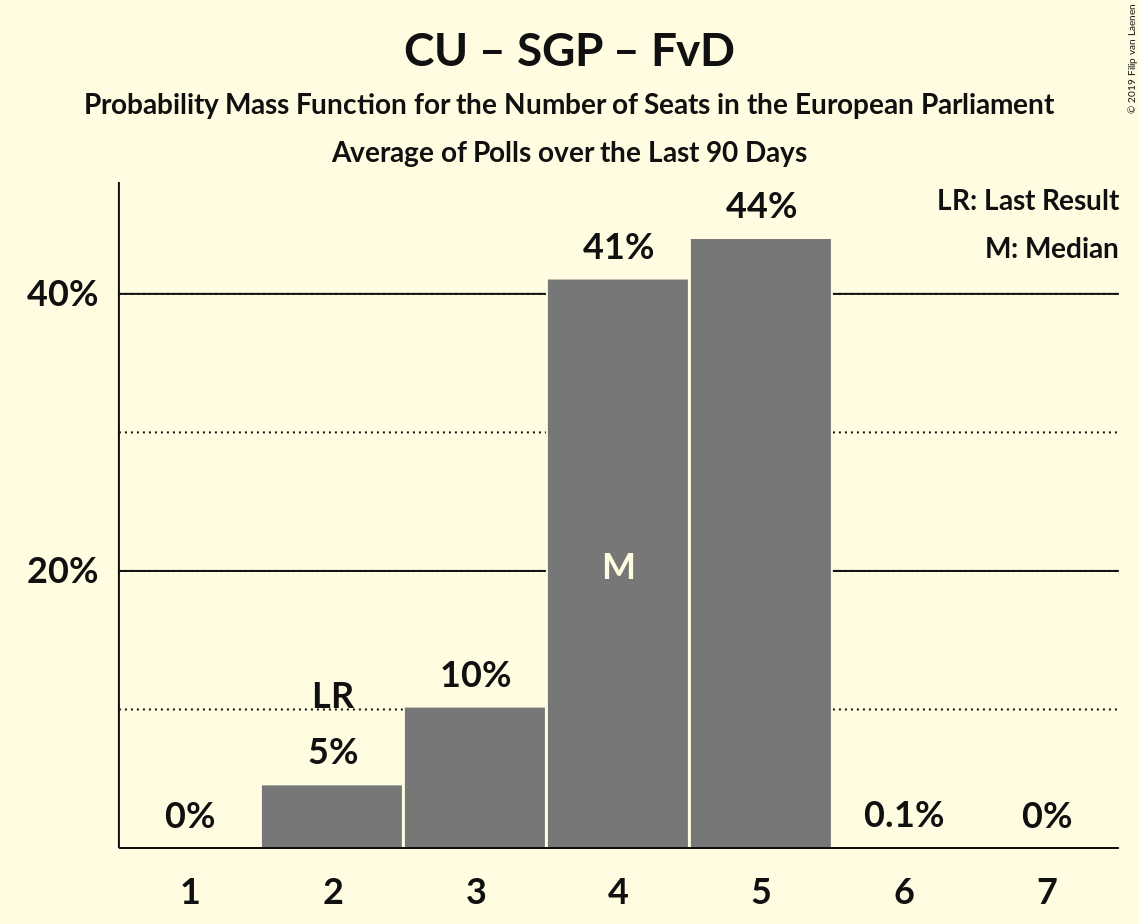 CU – SGP – FvD
Probability Mass Function for the Number of Seats in the European Parliament
Average of Polls over the Last 90 Days
© 2019 Filip van Laenen
LR: Last Result
M: Median
44%
41%
40%
20%
M
10%
LR
5%
0%
0.1%
0%
1 2 3 4 5 6 7